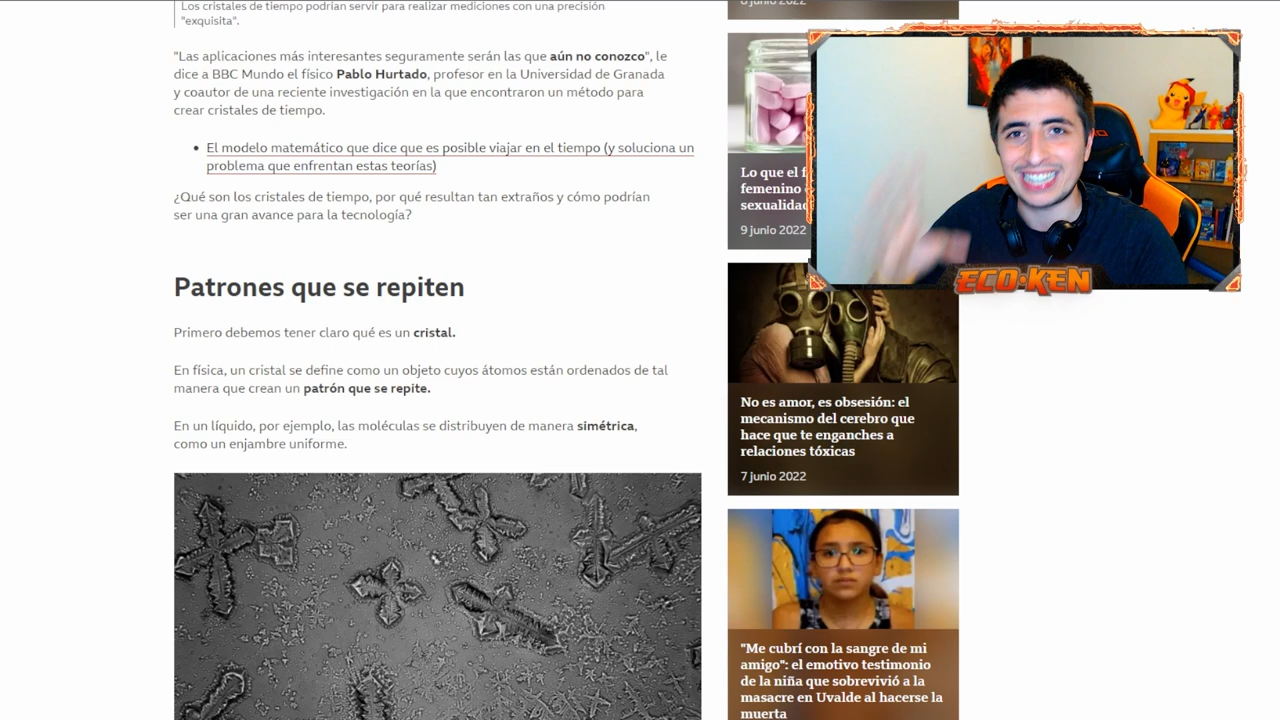 Los cristales de tiempo podrían servir para realizar mediciones con una precisión
"exquisita".
"Las aplicaciones más interesantes seguramente serán las que aún no conozco", le
dice a BBC Mundo el físico Pablo Hurtado, profesor en la Universidad de Granada
y coautor de una reciente investigación en la que encontraron un método para
crear cristales de tiempo.
• El modelo matemático que dice que es posible viajar en el tiempo (y soluciona un
problema que enfrentan estas teorías)
¿Qué son los cristales de tiempo, por qué resultan tan extraños y cómo podrían
ser una gran avance para la tecnología?
Patrones que se repiten
Primero debemos tener claro qué es un cristal.
En física, un cristal se define como un objeto cuyos átomos están ordenados de tal
manera que crean un patrón que se repite.
En un líquido, por ejemplo, las moléculas se distribuyen de manera simétrica,
como un enjambre uniforme.
junio 2022
Lo que el
femenino
9 junio 2022
ECO·KEN
No es amor, es obsesión: el
mecanismo del cerebro que
hace que te enganches a
relaciones tóxicas
7 junio 2022
"Me cubrí con la sangre de mi
amigo": el emotivo testimonio
de la niña que sobrevivió a la
masacre en Uvalde al hacerse la
muerta